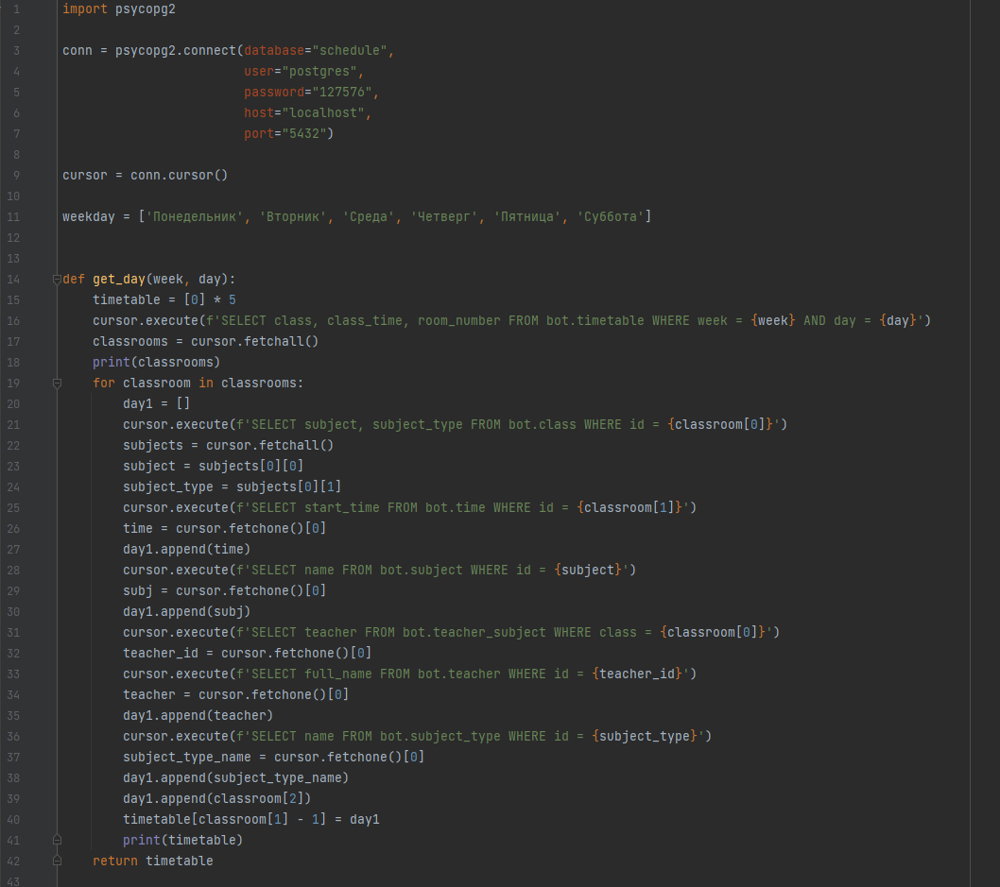 1 import psycopg2
2
3 conn = psycopg2.connect(database="schedule",
4                         user="postgres",
5                         password="127576",
6                         host="localhost",
7                         port="5432")
8
9 cursor = conn.cursor()
10
11 weekday = ['Понедельник', 'Вторник', 'Среда', 'Четверг', 'Пятница', 'Суббота']
12
13
14 def get_day(week, day):
15     timetable = [0] * 5
16     cursor.execute(f'SELECT class, class_time, room_number FROM bot.timetable WHERE week = {week} AND day = {day}')
17     classrooms = cursor.fetchall()
18     print(classrooms)
19     for classroom in classrooms:
20         day1 = []
21         cursor.execute(f'SELECT subject, subject_type FROM bot.class WHERE id = {classroom[0]}')
22         subjects = cursor.fetchall()
23         subject = subjects[0][0]
24         subject_type = subjects[0][1]
25         cursor.execute(f'SELECT start_time FROM bot.time WHERE id = {classroom[1]}')
26         time = cursor.fetchone()[0]
27         day1.append(time)
28         cursor.execute(f'SELECT name FROM bot.subject WHERE id = {subject}')
29         subj = cursor.fetchone()[0]
30         day1.append(subj)
31         cursor.execute(f'SELECT teacher FROM bot.teacher_subject WHERE class = {classroom[0]}')
32         teacher_id = cursor.fetchone()[0]
33         cursor.execute(f'SELECT full_name FROM bot.teacher WHERE id = {teacher_id}')
34         teacher = cursor.fetchone()[0]
35         day1.append(teacher)
36         cursor.execute(f'SELECT name FROM bot.subject_type WHERE id = {subject_type}')
37         subject_type_name = cursor.fetchone()[0]
38         day1.append(subject_type_name)
39         day1.append(classroom[2])
40         timetable[classroom[1] - 1] = day1
41         print(timetable)
42     return timetable
43